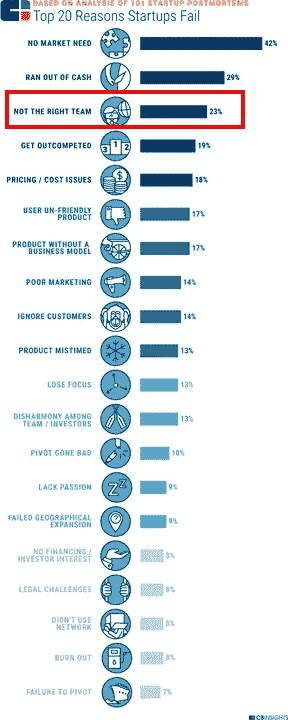 BASED ON ANALYSIS OF 101 STARTUP POSTMORTEMS
Top 20 Reasons Startups Fail
NO MARKET NEED
42%
RAN OUT OF CASH
29%
NOT THE RIGHT TEAM
23%
GET OUTCOMPETED
1 2 3
19%
PRICING / COST ISSUES
$
18%
USER UN-FRIENDLY
PRODUCT
17%
PRODUCT WITHOUT A
BUSINESS MODEL
17%
POOR MARKETING
14%
IGNORE CUSTOMERS
14%
PRODUCT MISTIMED
13%
LOSE FOCUS
13%
DISHARMONY AMONG
TEAM / INVESTORS
13%
PIVOT GONE BAD
10%
LACK PASSION
ZZZ
9%
FAILED GEOGRAPHICAL
EXPANSION
9%
NO FINANCING /
INVESTOR INTEREST
8%
LEGAL CHALLENGES
8%
DIDN'T USE
NETWORK
8%
BURN OUT
8%
FAILURE TO PIVOT
7%
CBINSIGHTS